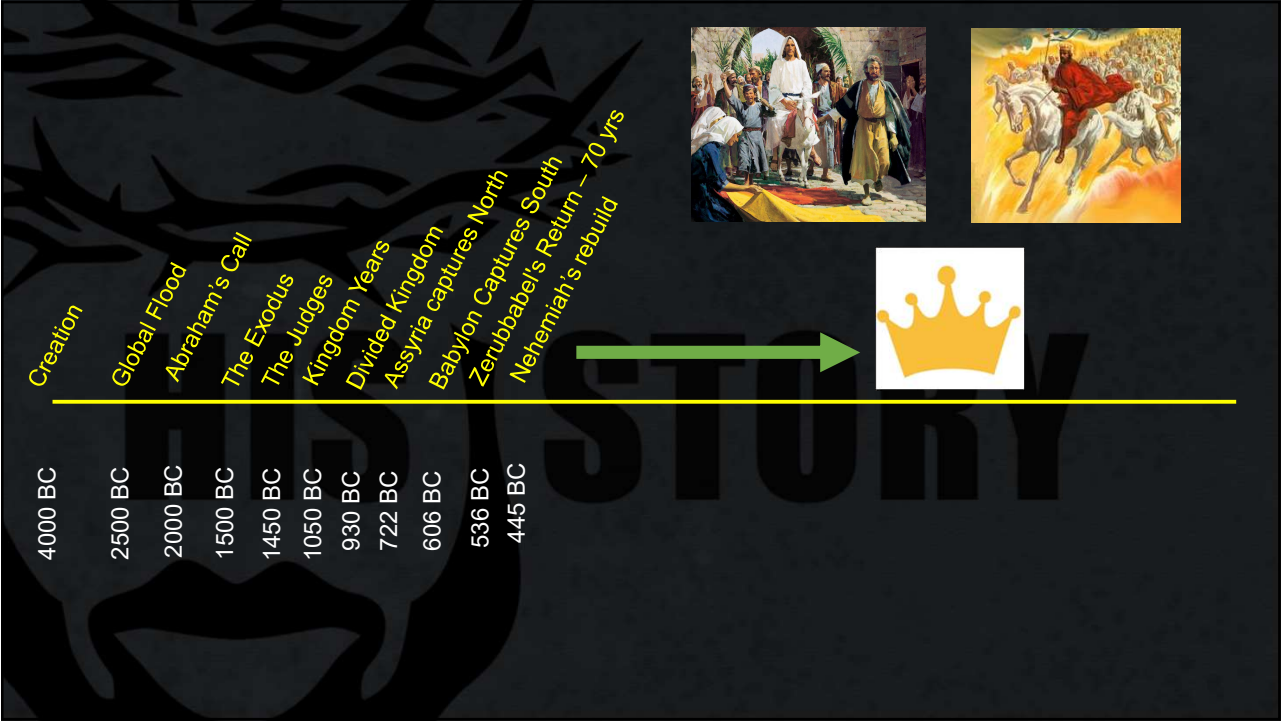 Creation
Global Flood
Abraham's Call
The Exodus
The Judges
Kingdom Years
Divided Kingdom
Assyria captures North
Babylon Captures South
Zerubbabel's Return – 70 yrs
Nehemiah's rebuild
HIS STORY
4000 BC
2500 BC
2000 BC
1500 BC
1450 BC
1050 BC
930 BC
722 BC
606 BC
536 BC
445 BC